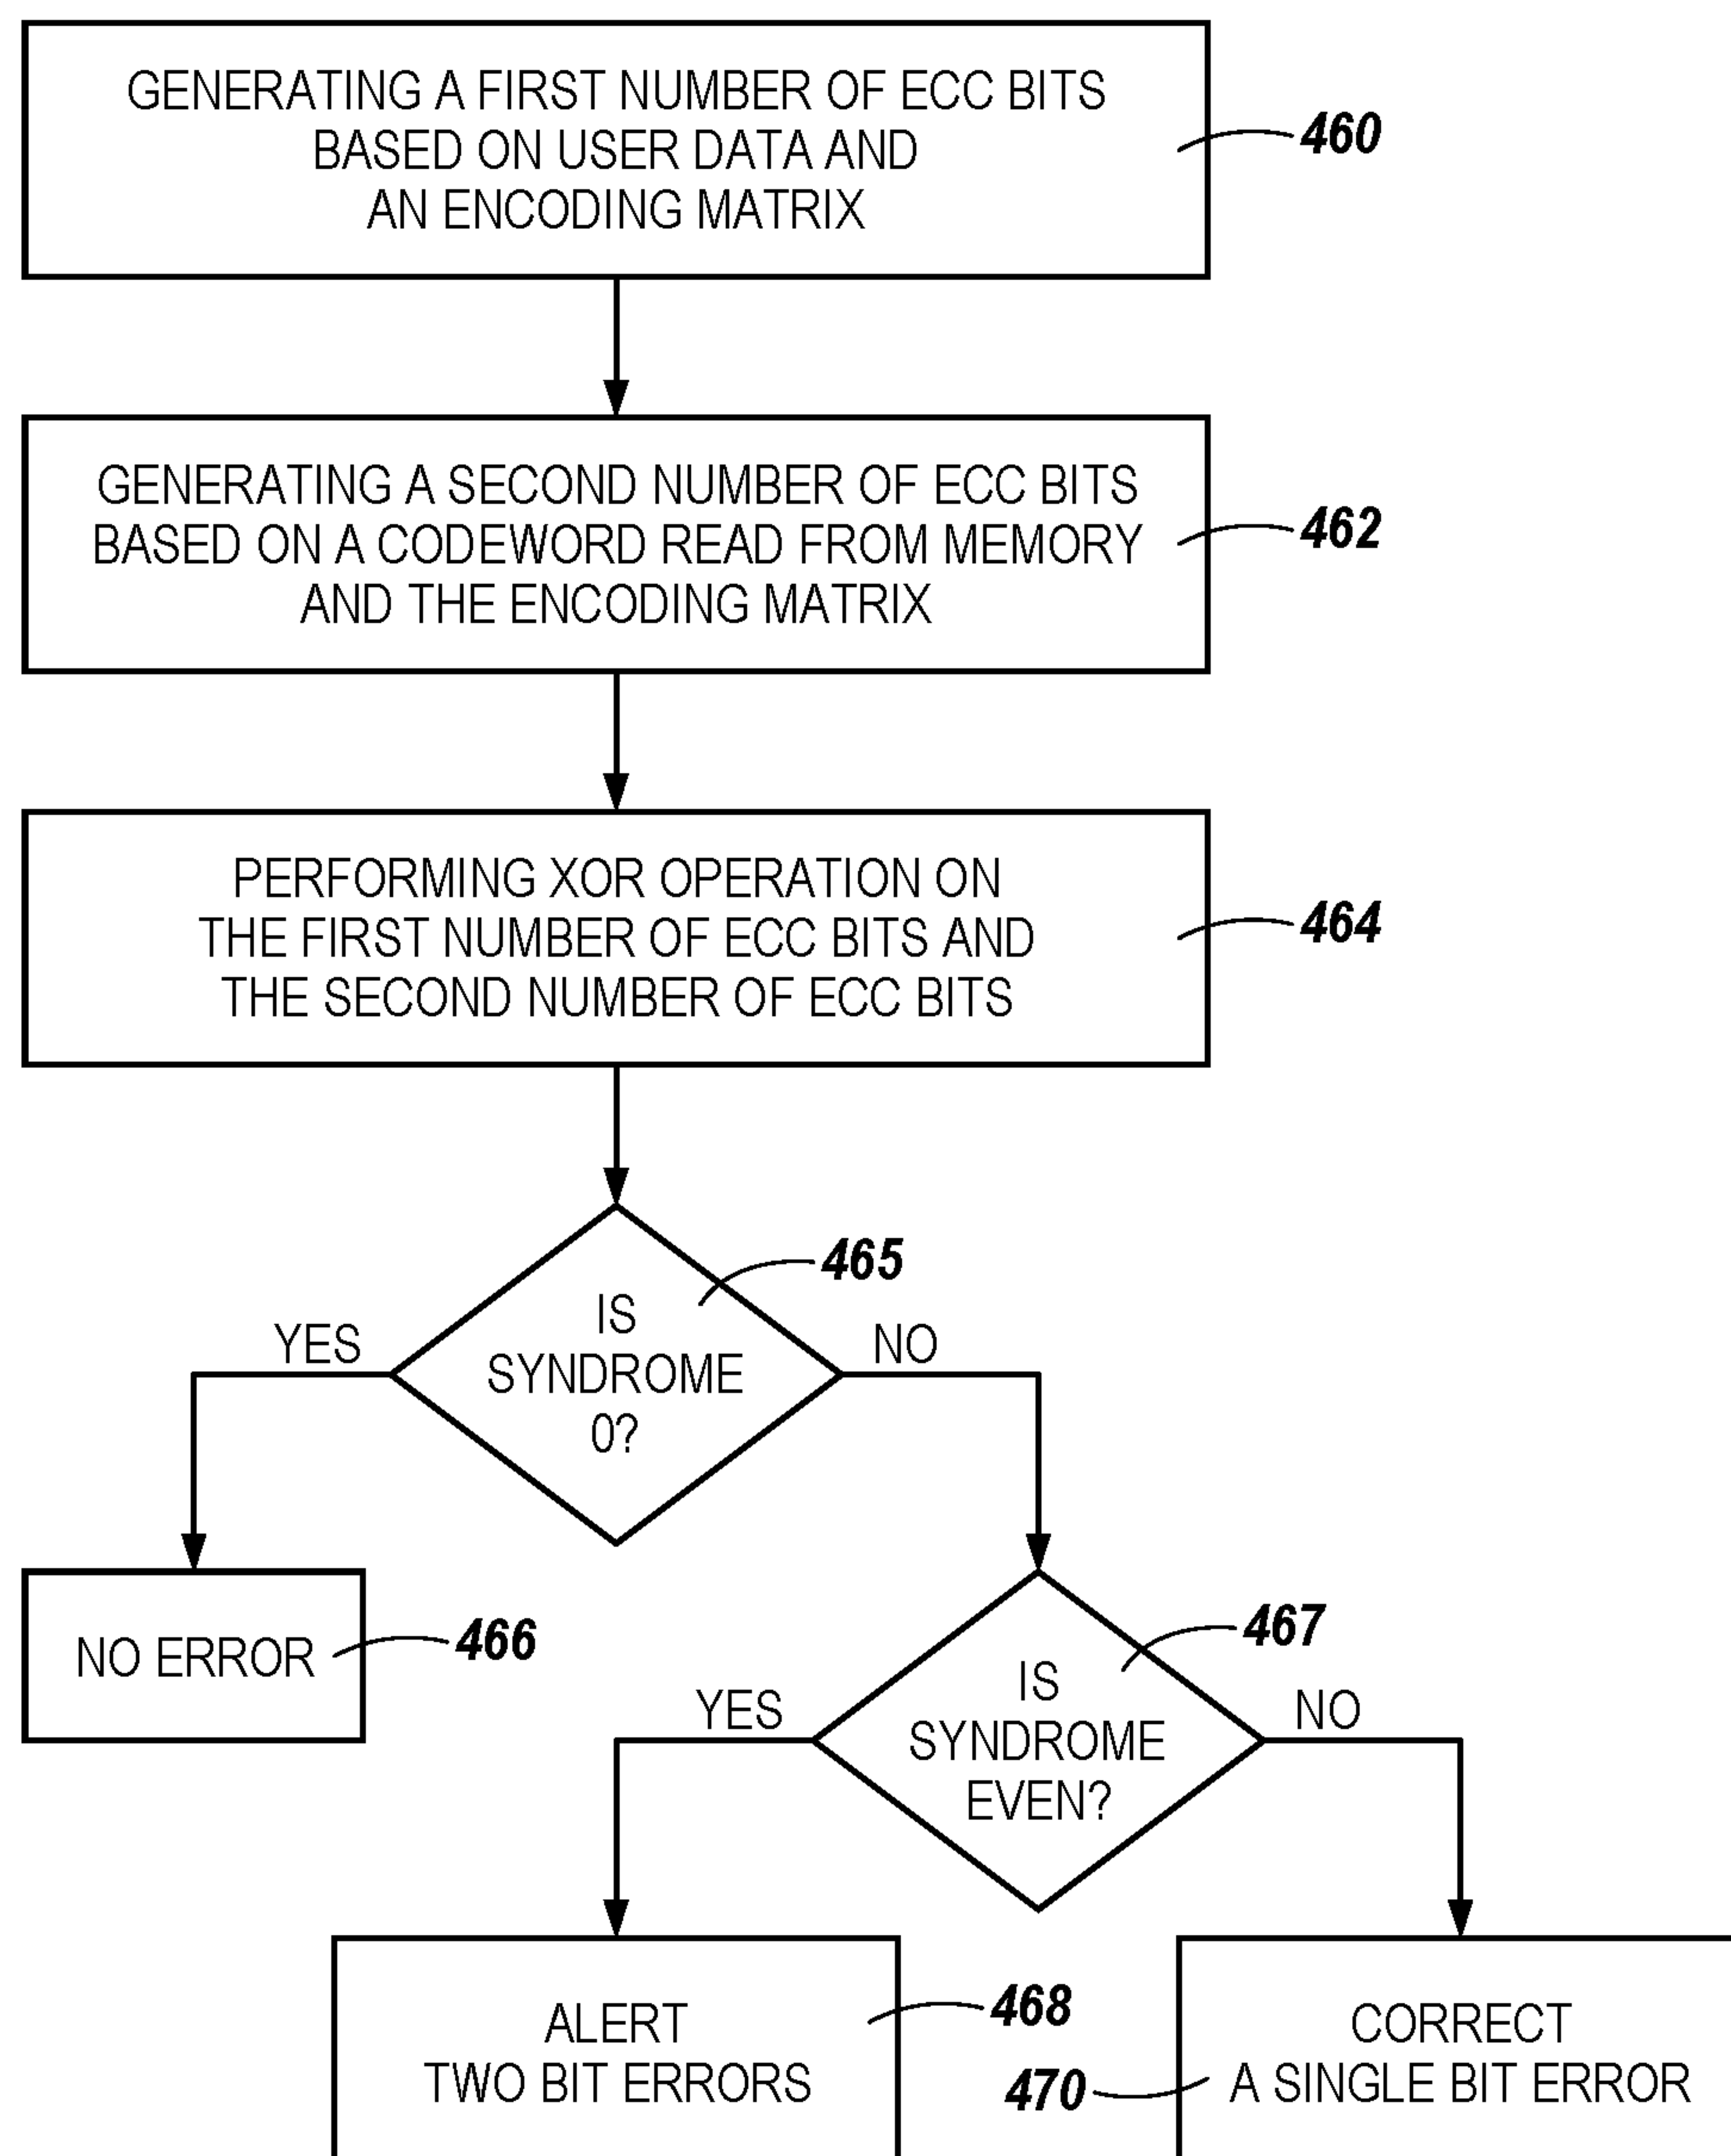 GENERATING A FIRST NUMBER OF ECC BITS
BASED ON USER DATA AND
AN ENCODING MATRIX
460
GENERATING A SECOND NUMBER OF ECC BITS
BASED ON A CODEWORD READ FROM MEMORY
AND THE ENCODING MATRIX
462
PERFORMING XOR OPERATION ON
THE FIRST NUMBER OF ECC BITS AND
THE SECOND NUMBER OF ECC BITS
464
465
IS
SYNDROME
0?
YES
NO
NO ERROR
466
467
IS
SYNDROME
EVEN?
YES
NO
ALERT
TWO BIT ERRORS
468
470
CORRECT
A SINGLE BIT ERROR